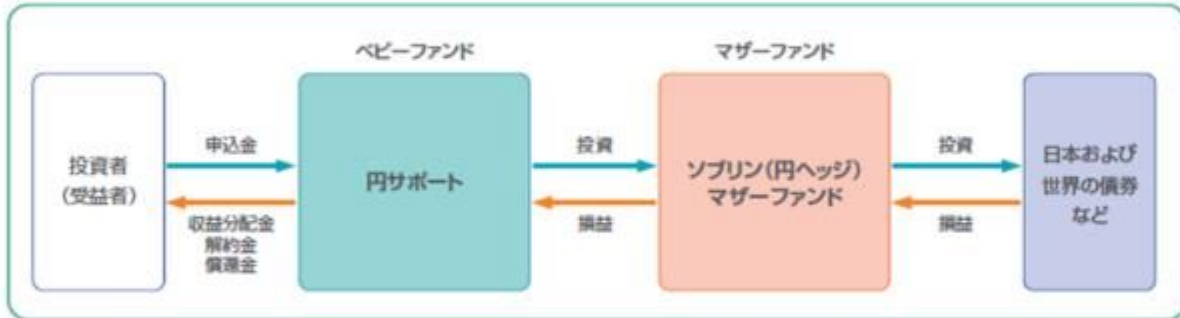 ベビーファンド
マザーファンド
投資者
(受益者)
申込金
収益分配金
解約金
償還金
円サポート
投資
損益
ソブリン(円ヘッジ)
マザーファンド
投資
損益
日本および
世界の債券
など